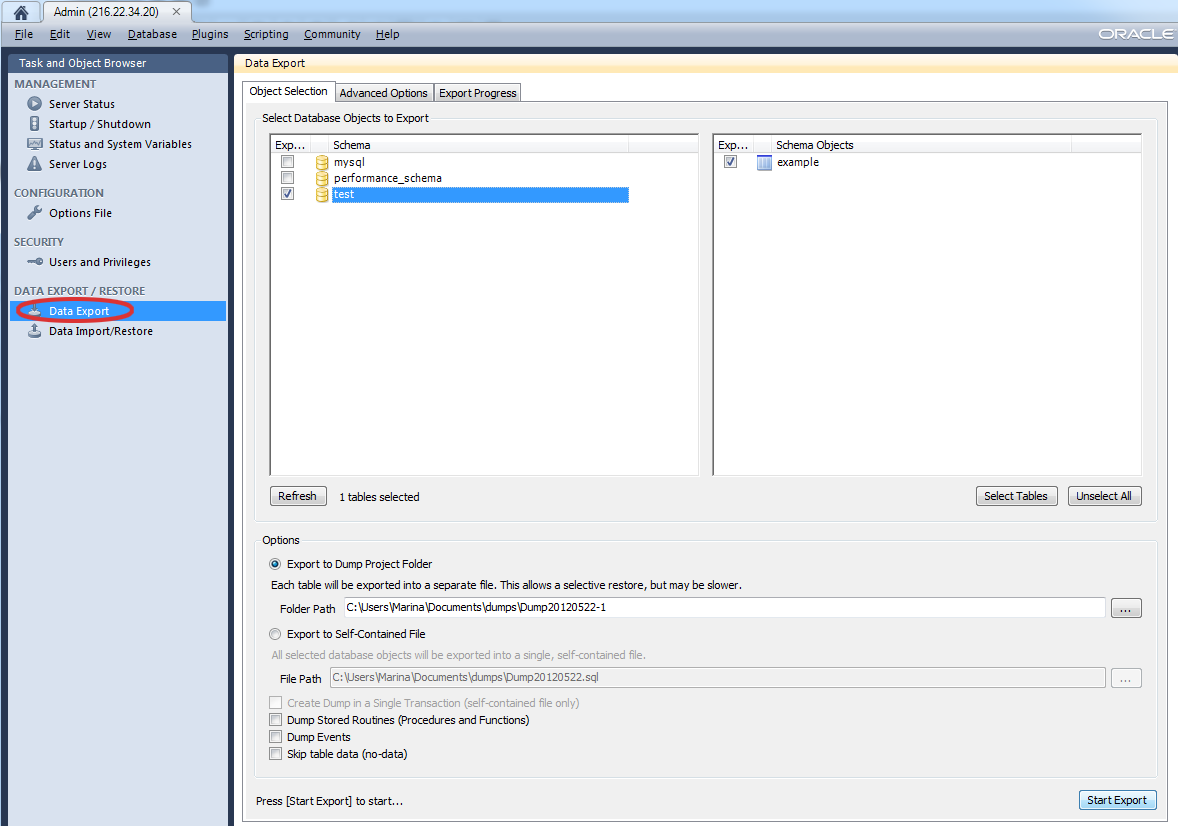 Admin (216.22.34.20)
File Edit View Database Plugins Scripting Community Help
ORACLE
Task and Object Browser
MANAGEMENT
Server Status
Startup / Shutdown
Status and System Variables
Server Logs
CONFIGURATION
Options File
SECURITY
Users and Privileges
DATA EXPORT / RESTORE
Data Export
Data Import/Restore
Data Export
Object Selection Advanced Options Export Progress
Select Database Objects to Export
Exp... Schema
mysql
performance_schema
test
Exp... Schema Objects
example
Refresh 1 tables selected Select Tables Unselect All
Options
Export to Dump Project Folder
Each table will be exported into a separate file. This allows a selective restore, but may be slower.
Folder Path C:\Users\Marina\Documents\dumps\Dump20120522-1 ...
Export to Self-Contained File
All selected database objects will be exported into a single, self-contained file.
File Path C:\Users\Marina\Documents\dumps\Dump20120522.sql ...
Create Dump in a Single Transaction (self-contained file only)
Dump Stored Routines (Procedures and Functions)
Dump Events
Skip table data (no-data)
Press [Start Export] to start... Start Export